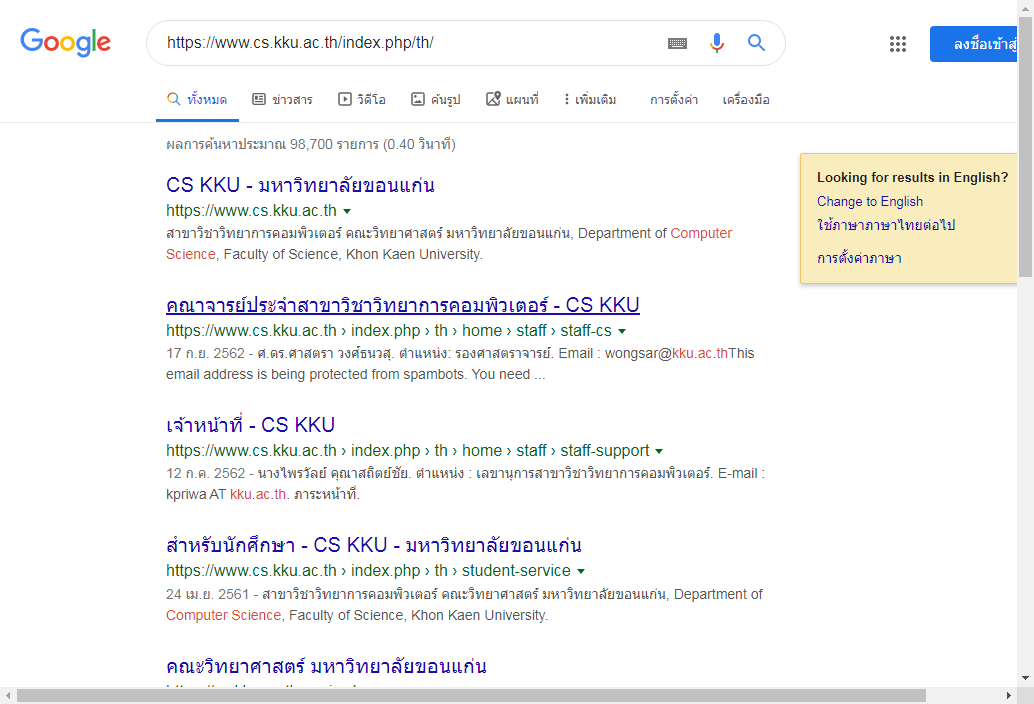 Google
https://www.cs.kku.ac.th/index.php/th/
ลงชื่อเข้าสู่
ทั้งหมด ข่าวสาร วิดีโอ ค้นรูป แผนที่ เพิ่มเติม การตั้งค่า เครื่องมือ
ผลการค้นหาประมาณ 98,700 รายการ (0.40 วินาที)
CS KKU - มหาวิทยาลัยขอนแก่น
https://www.cs.kku.ac.th
สาขาวิชาวิทยาการคอมพิวเตอร์ คณะวิทยาศาสตร์ มหาวิทยาลัยขอนแก่น, Department of Computer
Science, Faculty of Science, Khon Kaen University.
คณาจารย์ประจำสาขาวิชาวิทยาการคอมพิวเตอร์ - CS KKU
https://www.cs.kku.ac.th › index.php › th › home › staff › staff-cs
17 ก.ย. 2562 - ศ.ดร.ศาสตรา วงศ์ธนวสุ. ตำแหน่ง: รองศาสตราจารย์. Email : wongsar@kku.ac.thThis
email address is being protected from spambots. You need ...
เจ้าหน้าที่ - CS KKU
https://www.cs.kku.ac.th › index.php › th › home › staff › staff-support
12 ก.ค. 2562 - นางไพรวัลย์ คุณาสถิตย์ชัย. ตำแหน่ง : เลขานุการสาขาวิชาวิทยาการคอมพิวเตอร์. E-mail :
kpriwa AT kku.ac.th. ภาระหน้าที่.
สำหรับนักศึกษา - CS KKU - มหาวิทยาลัยขอนแก่น
https://www.cs.kku.ac.th › index.php › th › student-service
24 เม.ย. 2561 - สาขาวิชาวิทยาการคอมพิวเตอร์ คณะวิทยาศาสตร์ มหาวิทยาลัยขอนแก่น, Department of
Computer Science, Faculty of Science, Khon Kaen University.
คณะวิทยาศาสตร์ มหาวิทยาลัยขอนแก่น
Looking for results in English?
Change to English
ใช้ภาษาภาษาไทยต่อไป
การตั้งค่าภาษา